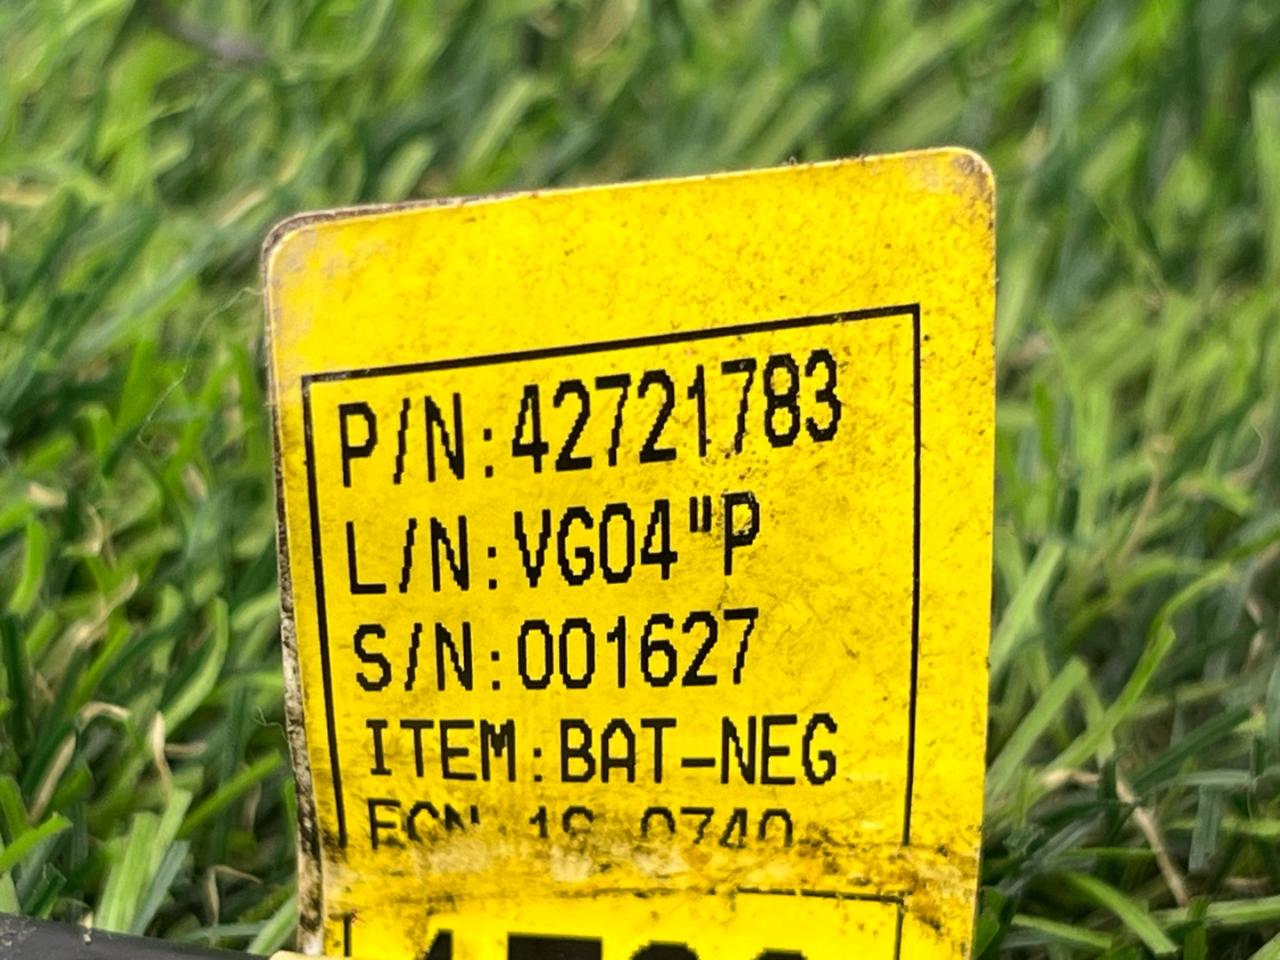 P/N:42721783
L/N:VG04"P
S/N:001627
ITEM:BAT-NEG